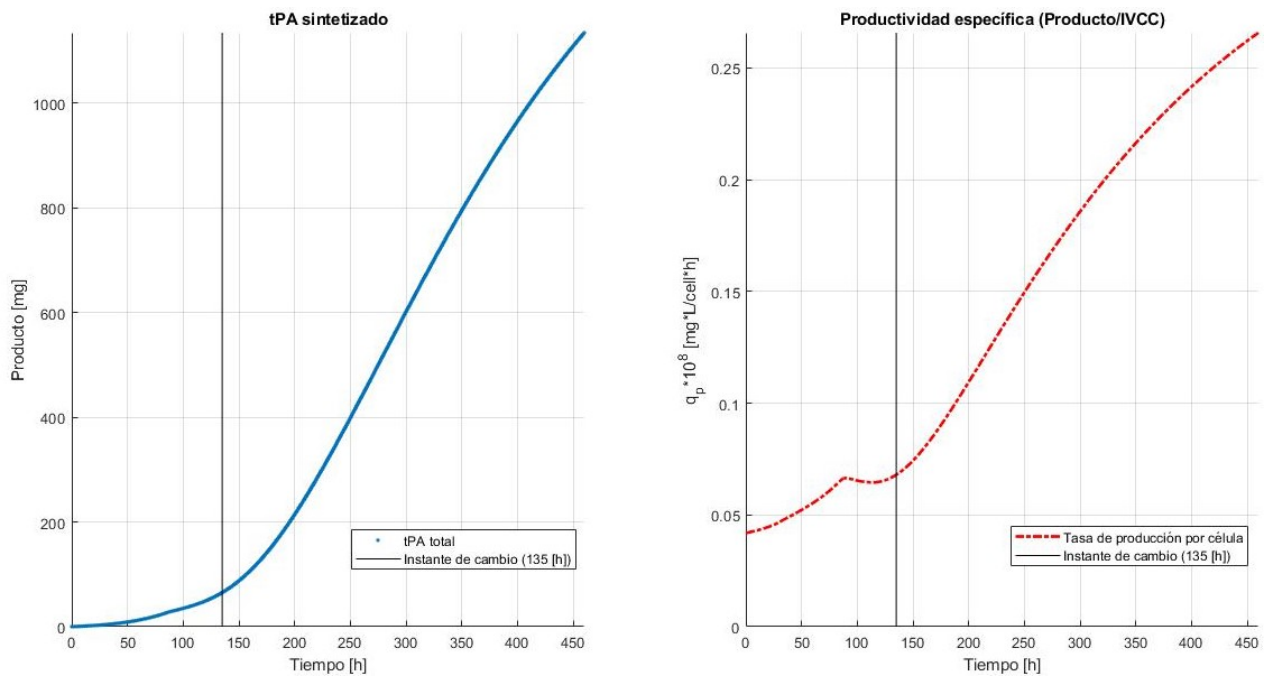 tPA sintetizado
Producto [mg]
1000
800
600
400
200
0
0 50 100 150 200 250 300 350 400 450
Tiempo [h]
tPA total
Instante de cambio (135 [h])
Productividad específica (Producto/IVCC)
q_p*10^8 [mg*L/cell*h]
0.25
0.2
0.15
0.1
0.05
0
0 50 100 150 200 250 300 350 400 450
Tiempo [h]
Tasa de producción por célula
Instante de cambio (135 [h])